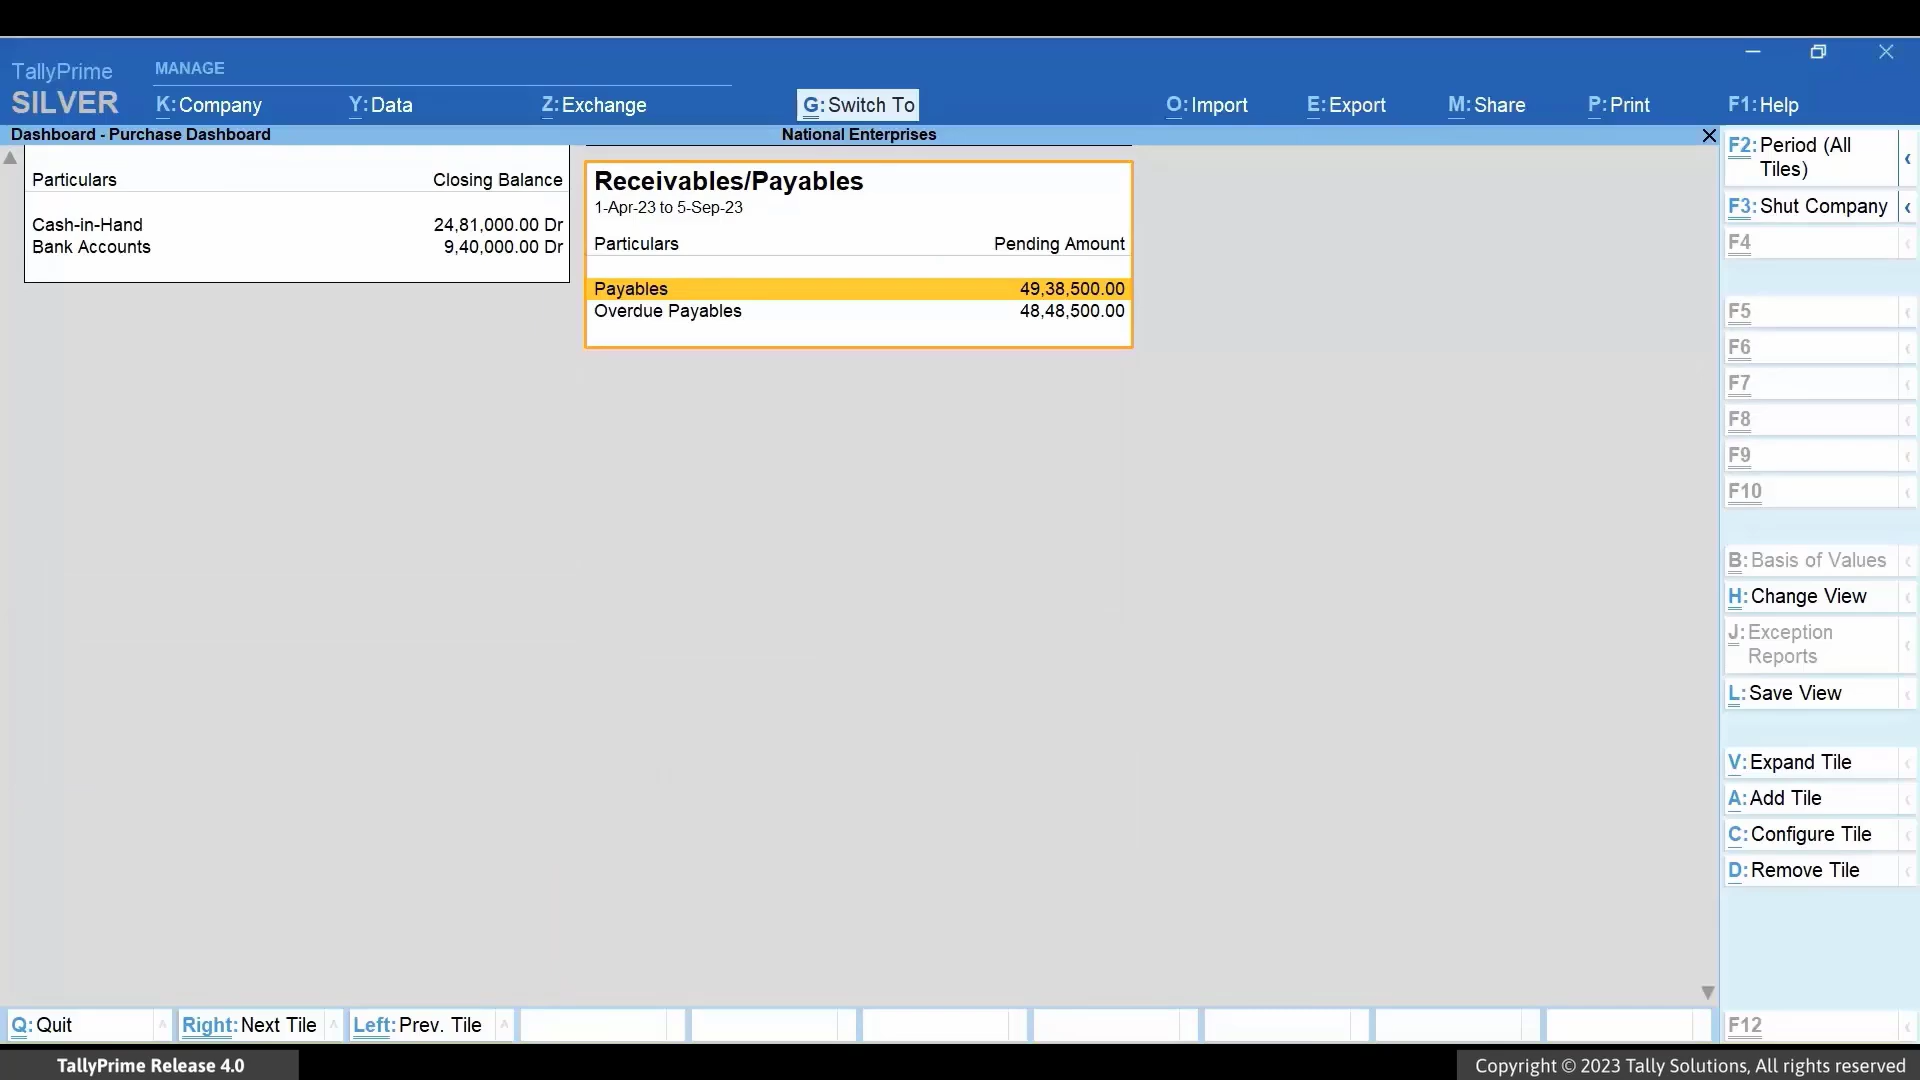 TallyPrime
SILVER
MANAGE
K:Company
Y:Data
Z:Exchange
G:Switch To
O:Import
E:Export
M:Share
P:Print
F1:Help
Dashboard - Purchase Dashboard
National Enterprises
Particulars Closing Balance
Cash-in-Hand 24,81,000.00 Dr
Bank Accounts 9,40,000.00 Dr
Receivables/Payables
1-Apr-23 to 5-Sep-23
Particulars Pending Amount
Payables 49,38,500.00
Overdue Payables 48,48,500.00
F2:Period (All
Tiles)
F3:Shut Company
F4
F5
F6
F7
F8
F9
F10
B:Basis of Values
H:Change View
J:Exception
Reports
L:Save View
V:Expand Tile
A:Add Tile
C:Configure Tile
D:Remove Tile
Q:Quit
Right:Next Tile
Left:Prev. Tile
F12
TallyPrime Release 4.0
Copyright © 2023 Tally Solutions, All rights reserved